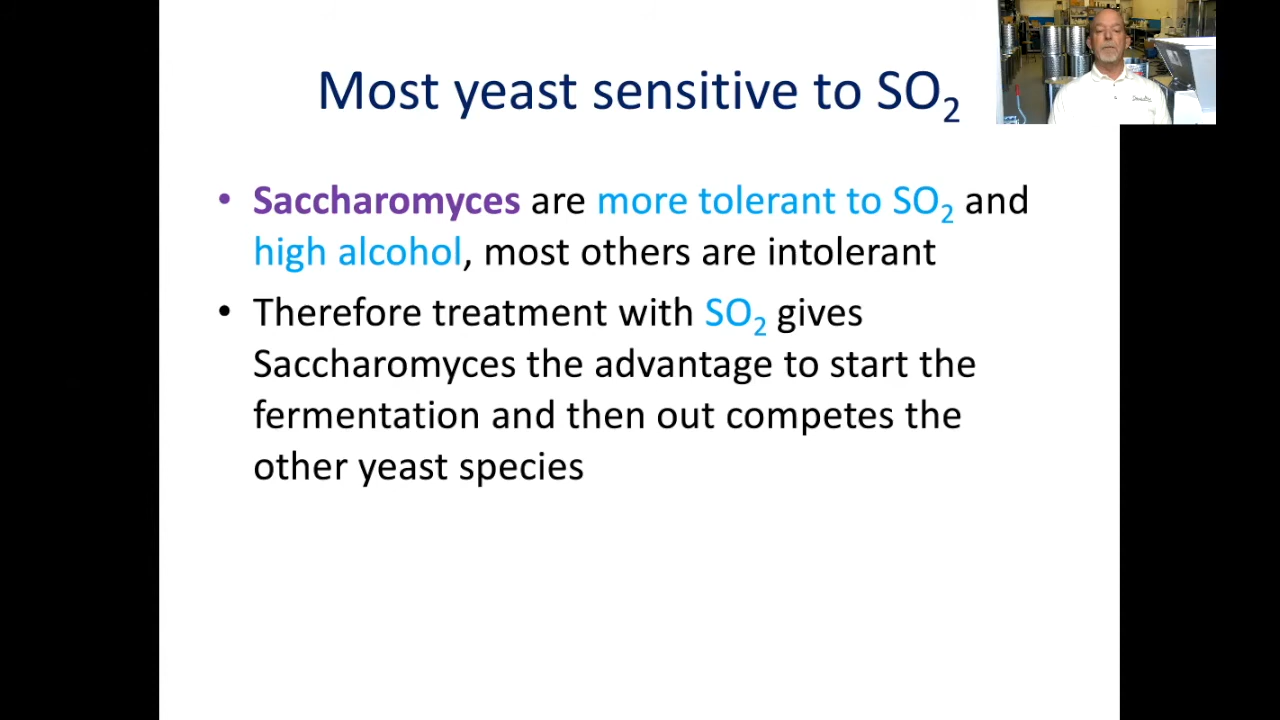 Most yeast sensitive to SO₂
• Saccharomyces are more tolerant to SO₂ and
high alcohol, most others are intolerant
• Therefore treatment with SO₂ gives
Saccharomyces the advantage to start the
fermentation and then out competes the
other yeast species